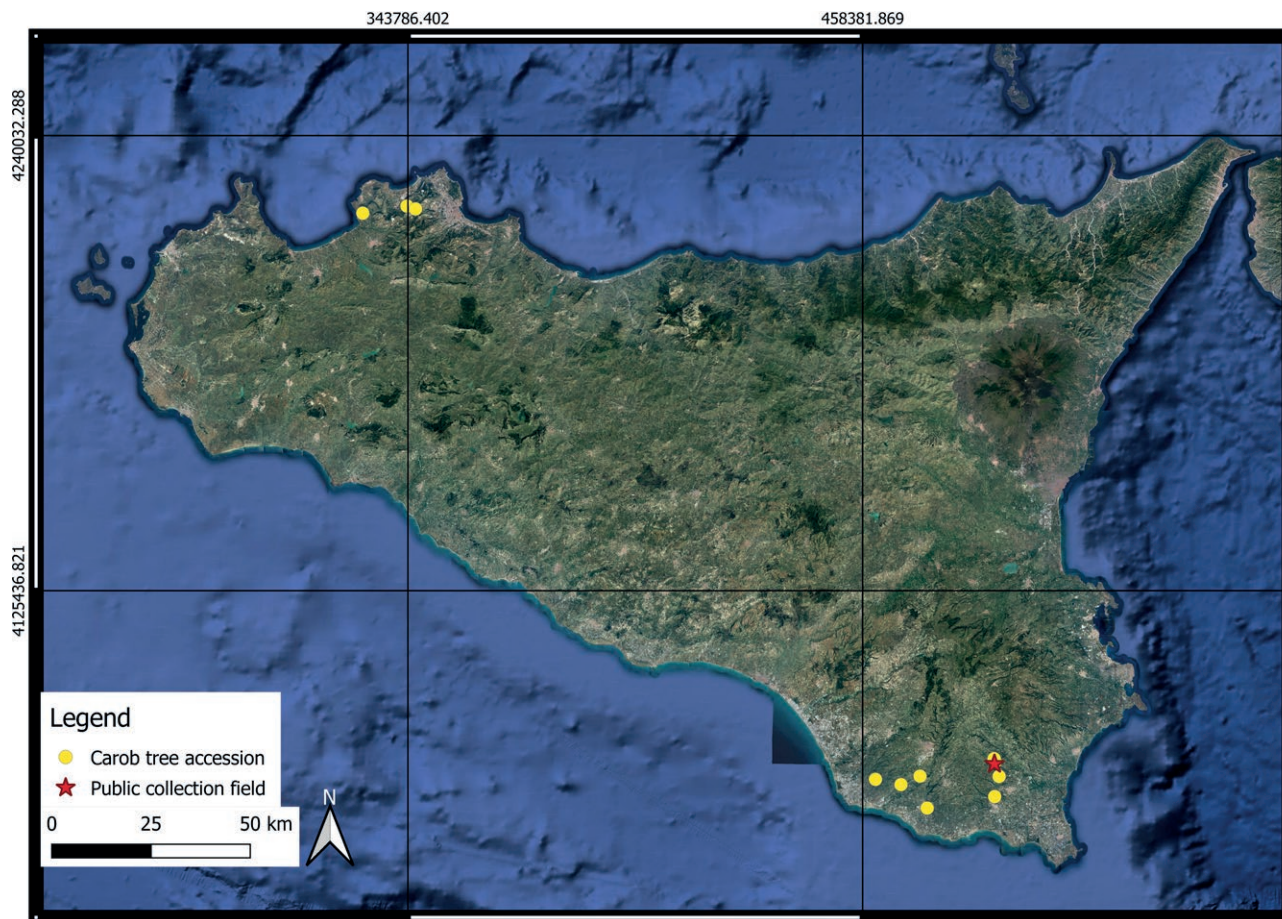 343786.402 458381.869
4240032.288
4125436.821
Legend
Carob tree accession
Public collection field
0 25 50 km
N